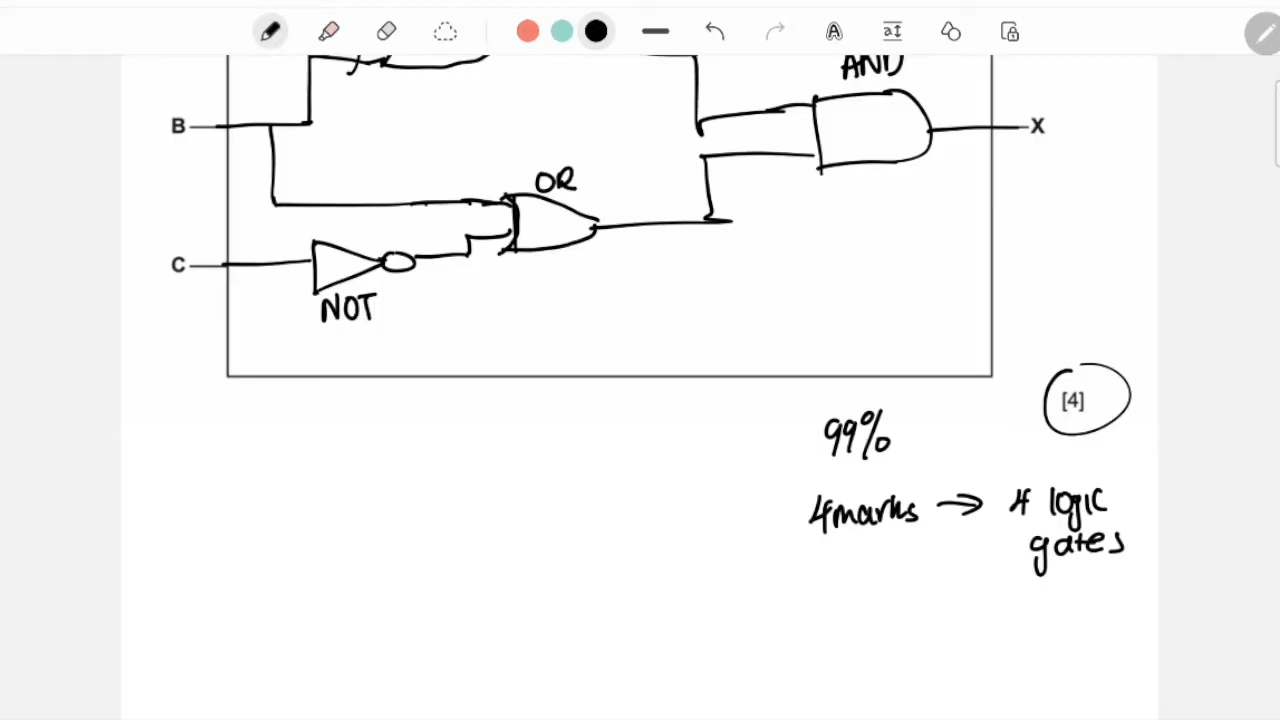 AND
B
X
OR
C
NOT
[4]
99%
4marks → 4 logic
gates